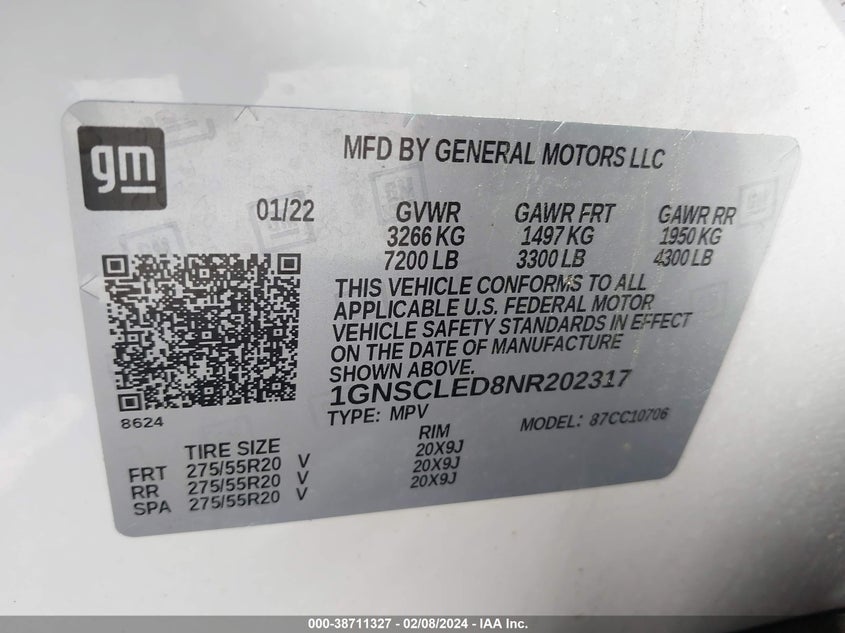 gm
MFD BY GENERAL MOTORS LLC
01/22 GVWR GAWR FRT GAWR RR
3266 KG 1497 KG 1950 KG
7200 LB 3300 LB 4300 LB
THIS VEHICLE CONFORMS TO ALL
APPLICABLE U.S. FEDERAL MOTOR
VEHICLE SAFETY STANDARDS IN EFFECT
ON THE DATE OF MANUFACTURE
SHOWN ABOVE.
1GNSCLED8NR202317
TYPE: MPV MODEL: 87CC10706
8624
TIRE SIZE RIM
FRT 275/55R20 V 20X9J
RR 275/55R20 V 20X9J
SPA 275/55R20 V 20X9J
000-38711327 - 02/08/2024 - IAA Inc.